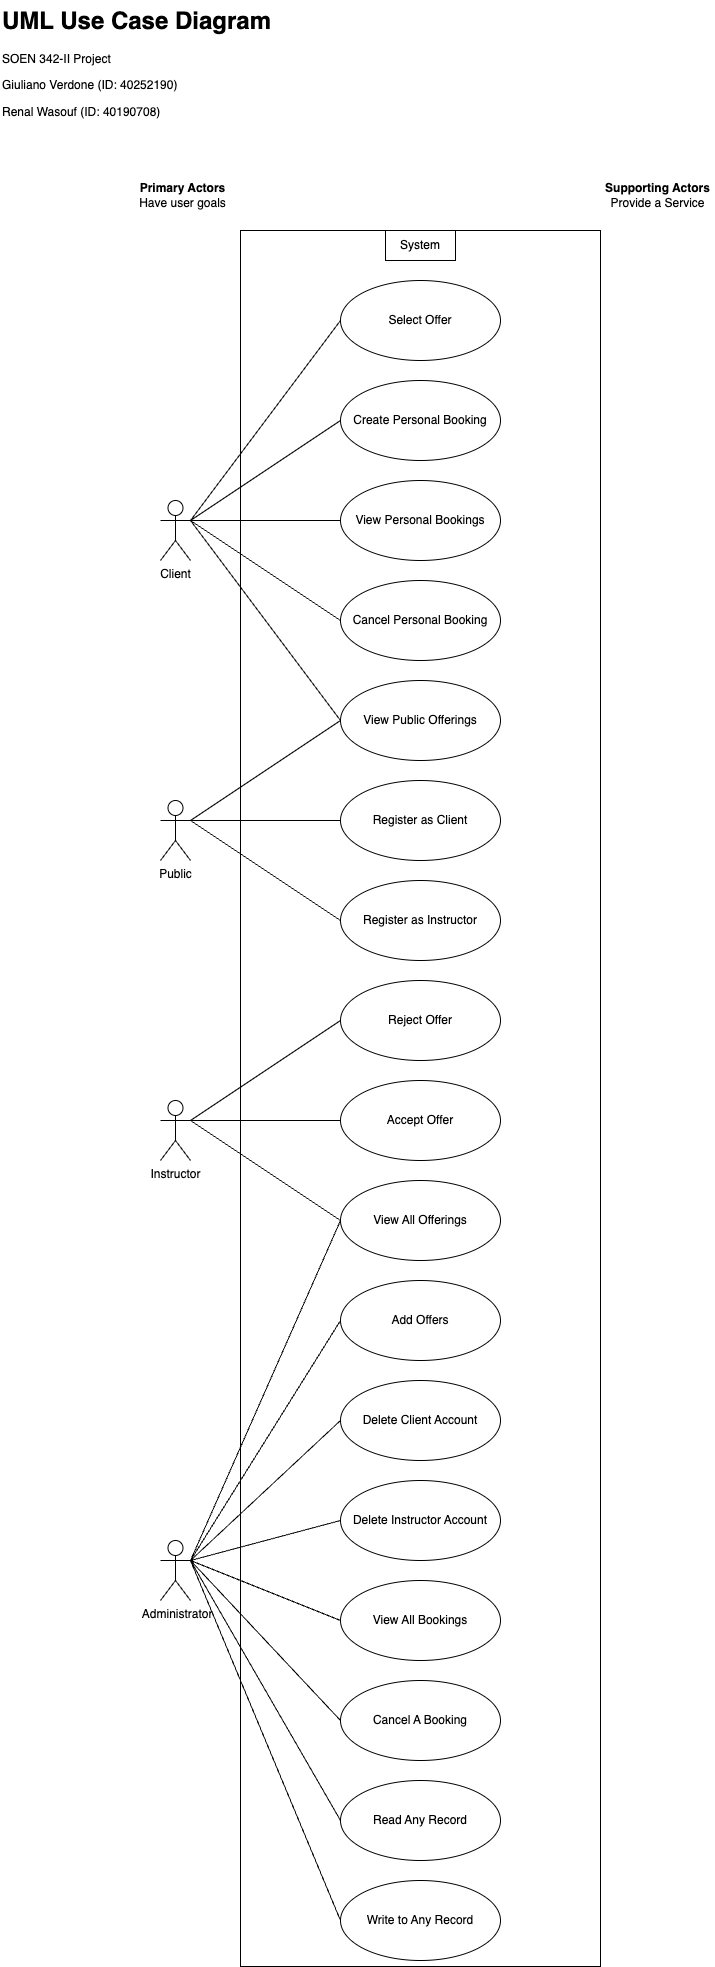 UML Use Case Diagram
SOEN 342-II Project
Giuliano Verdone (ID: 40252190)
Renal Wasouf (ID: 40190708)
Primary Actors
Have user goals
Supporting Actors
Provide a Service
System
Select Offer
Create Personal Booking
View Personal Bookings
Client
Cancel Personal Booking
View Public Offerings
Register as Client
Public
Register as Instructor
Reject Offer
Accept Offer
Instructor
View All Offerings
Add Offers
Delete Client Account
Delete Instructor Account
Administrator
View All Bookings
Cancel A Booking
Read Any Record
Write to Any Record